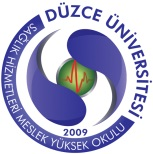 DÜZCE ÜNİVERSİTESİ
SAĞLIK HİZMETLERİ MESLEK YÜKSEK OKULU
2009